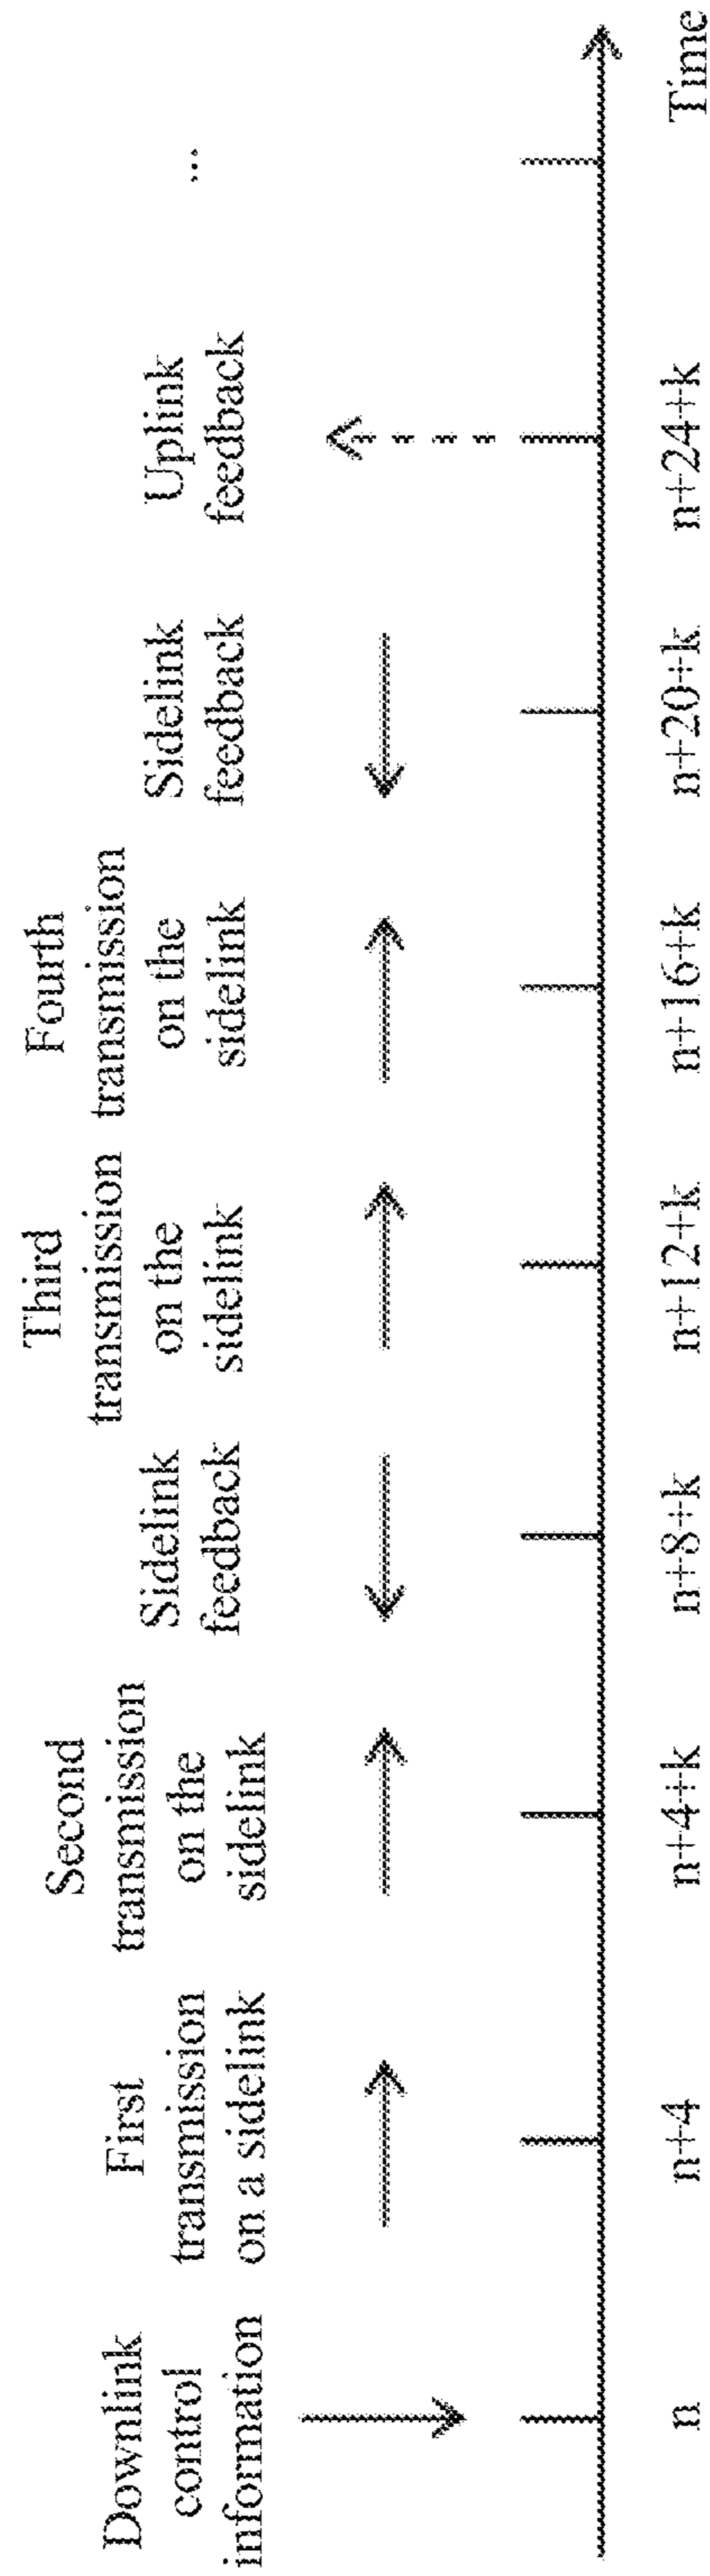 Downlink
control
information
First
transmission
on a sidelink
Second
transmission
on the
sidelink
Sidelink
feedback
Third
transmission
on the
sidelink
Fourth
transmission
on the
sidelink
Sidelink
feedback
Uplink
feedback
...
n
n+4
n+4+k
n+8+k
n+12+k
n+16+k
n+20+k
n+24+k
Time